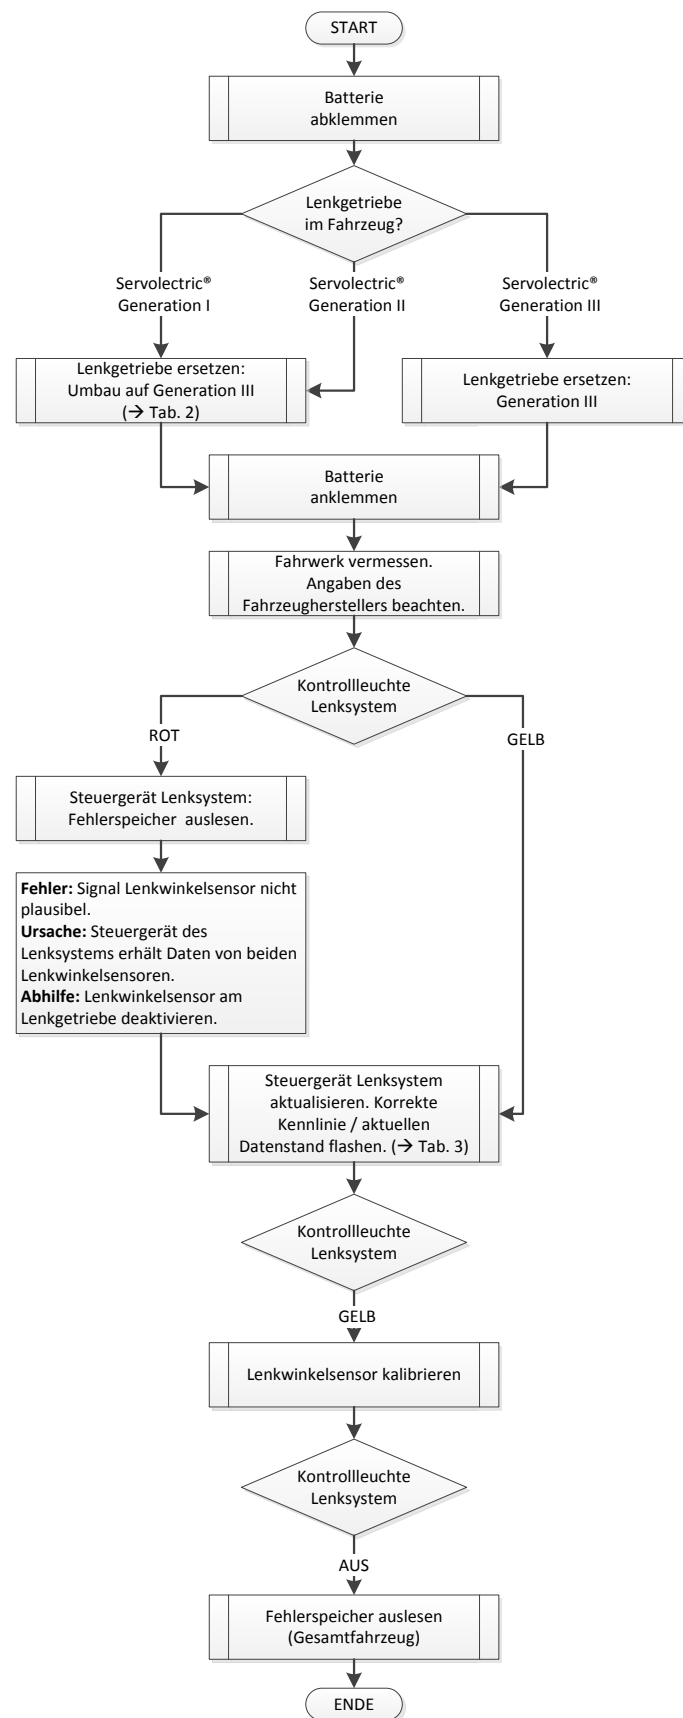 START
Batterie
abklemmen
Lenkgetriebe
im Fahrzeug?
Servolectric®
Generation I
Servolectric®
Generation II
Servolectric®
Generation III
Lenkgetriebe ersetzen:
Umbau auf Generation III
(→ Tab. 2)
Lenkgetriebe ersetzen:
Generation III
Batterie
anklemmen
Fahrwerk vermessen.
Angaben des
Fahrzeugherstellers beachten.
Kontrollleuchte
Lenksystem
ROT
GELB
Steuergerät Lenksystem:
Fehlerspeicher auslesen.
Fehler: Signal Lenkwinkelsensor nicht
plausibel.
Ursache: Steuergerät des
Lenksystems erhält Daten von beiden
Lenkwinkelsensoren.
Abhilfe: Lenkwinkelsensor am
Lenkgetriebe deaktivieren.
Steuergerät Lenksystem
aktualisieren. Korrekte
Kennlinie / aktuellen
Datenstand flashen. (→ Tab. 3)
Kontrollleuchte
Lenksystem
GELB
Lenkwinkelsensor kalibrieren
Kontrollleuchte
Lenksystem
AUS
Fehlerspeicher auslesen
(Gesamtfahrzeug)
ENDE